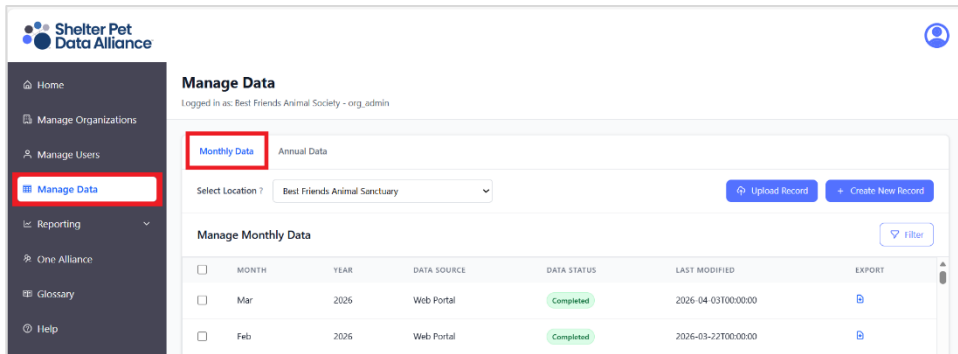 Shelter Pet
Data Alliance
Home
Manage Organizations
Manage Users
Manage Data
Reporting
One Alliance
Glossary
Help
Manage Data
Logged in as: Best Friends Animal Society - org_admin
Monthly Data Annual Data
Select Location ? Best Friends Animal Sanctuary Upload Record + Create New Record
Manage Monthly Data Filter
MONTH YEAR DATA SOURCE DATA STATUS LAST MODIFIED EXPORT
Mar 2026 Web Portal Completed 2026-04-03T00:00:00
Feb 2026 Web Portal Completed 2026-03-22T00:00:00